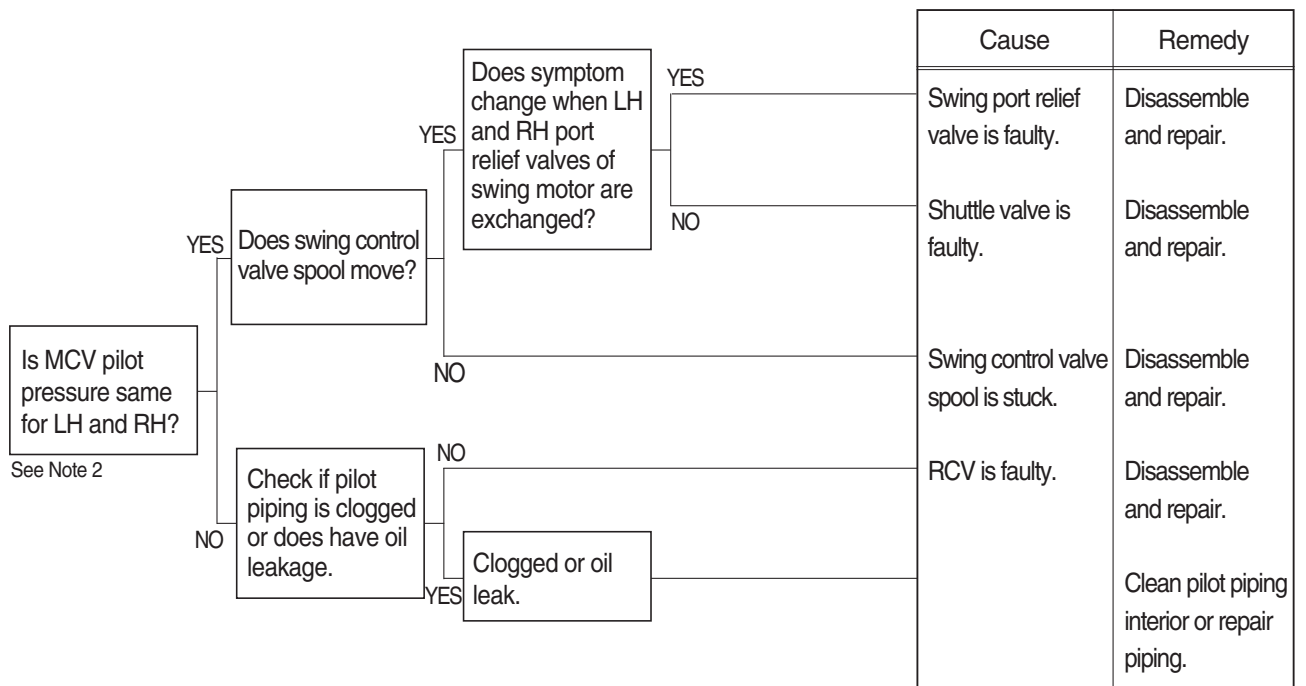 Cause
Remedy
Does symptom
change when LH
and RH port
relief valves of
swing motor are
exchanged?
YES
YES
NO
Swing port relief
valve is faulty.
Disassemble
and repair.
Shuttle valve is
faulty.
Disassemble
and repair.
YES
Does swing control
valve spool move?
NO
Swing control valve
spool is stuck.
Disassemble
and repair.
Is MCV pilot
pressure same
for LH and RH?
See Note 2
NO
Check if pilot
piping is clogged
or does have oil
leakage.
NO
RCV is faulty.
Disassemble
and repair.
YES
Clogged or oil
leak.
Clean pilot piping
interior or repair
piping.